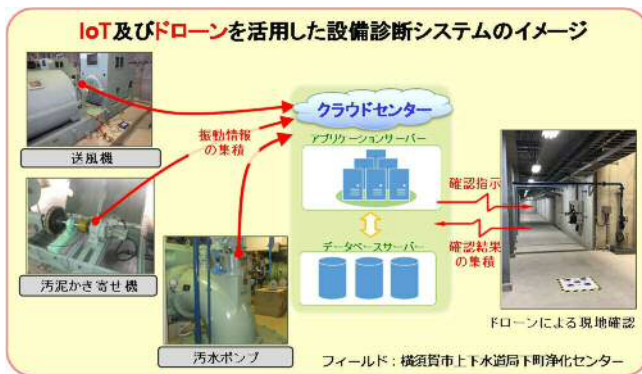 IoT及びドローンを活用した設備診断システムのイメージ
送風機
振動情報
の集積
汚泥かき寄せ機
汚水ポンプ
クラウドセンター
アプリケーションサーバー
データベースサーバー
確認指示
確認結果
の集積
ドローンによる現地確認
フィールド：横須賀市上下水道局下町浄化センター